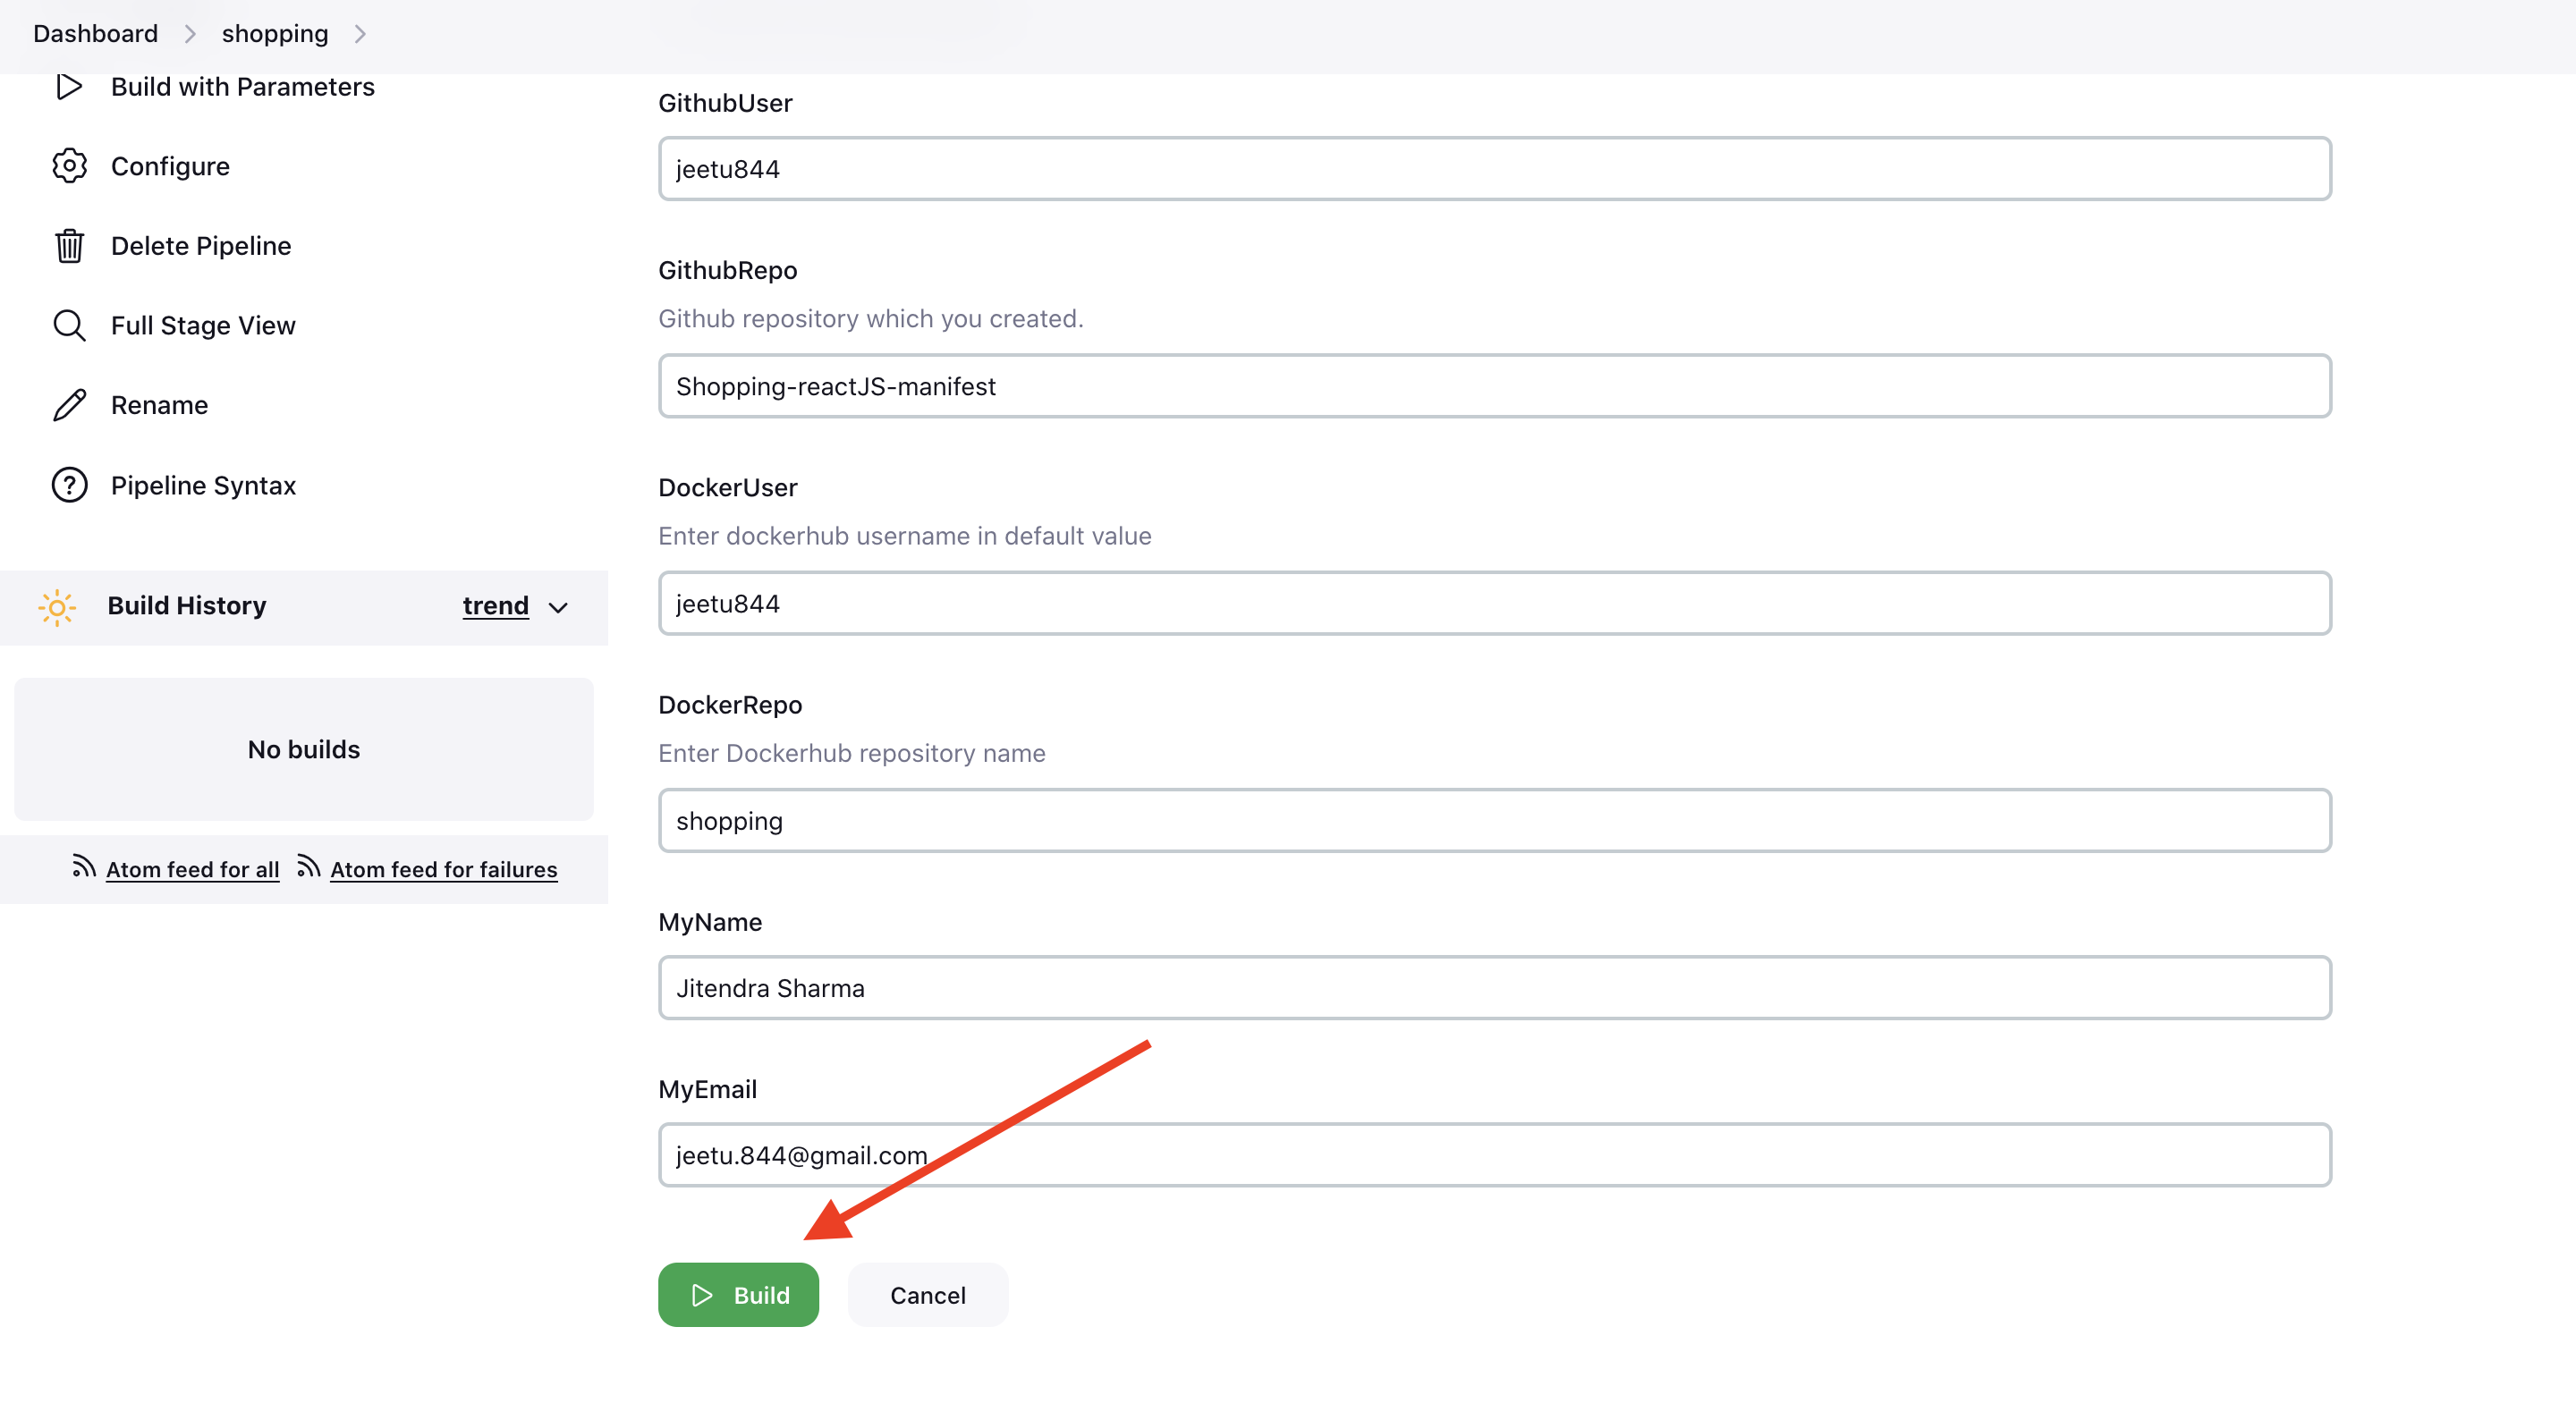 Dashboard
shopping
Build with Parameters
Configure
Delete Pipeline
Full Stage View
Rename
Pipeline Syntax
Build History
trend
No builds
Atom feed for all
Atom feed for failures
GithubUser
jeetu844
GithubRepo
Github repository which you created.
Shopping-reactJS-manifest
DockerUser
Enter dockerhub username in default value
jeetu844
DockerRepo
Enter Dockerhub repository name
shopping
MyName
Jitendra Sharma
MyEmail
jeetu.844@gmail.com
Build
Cancel